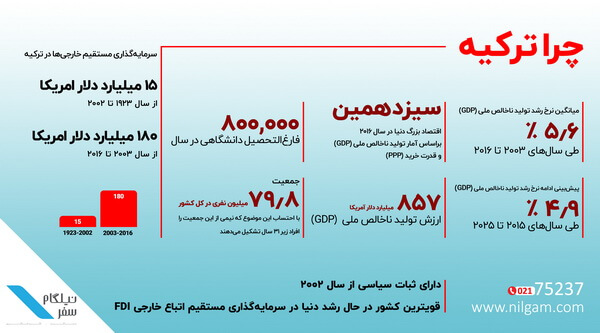 چرا ترکیه
میانگین نرخ رشد تولید ناخالص ملی (GDP)
۵٫۶ ٪
طی سال‌های ۲۰۰۳ تا ۲۰۱۶
سیزدهمین
اقتصاد بزرگ دنیا در سال ۲۰۱۶
براساس آمار تولید ناخالص ملی (GDP)
و قدرت خرید (PPP)
۸۰۰,۰۰۰
فارغ‌التحصیل دانشگاهی در سال
پیش‌بینی ادامه نرخ رشد تولید ناخالص ملی (GDP)
۴٫۹ ٪
طی سال‌های ۲۰۱۵ تا ۲۰۲۵
۸۵۷ میلیارد دلار آمریکا
ارزش تولید ناخالص ملی (GDP)
جمعیت
۷۹٫۸ میلیون نفری در کل کشور
با احتساب این موضوع که نیمی از این جمعیت را
افراد زیر ۳۱ سال تشکیل می‌دهند
سرمایه‌گذاری مستقیم خارجی‌ها در ترکیه
۱۵ میلیارد دلار امریکا
از سال ۱۹۲۳ تا ۲۰۰۲
۱۸۰ میلیارد دلار امریکا
از سال ۲۰۰۳ تا ۲۰۱۶
15
180
1923-2002
2003-2016
دارای ثبات سیاسی از سال ۲۰۰۲
قویترین کشور در حال رشد دنیا در سرمایه‌گذاری مستقیم اتباع خارجی FDI
021 75237
www.nilgam.com
نیلگام
سفر